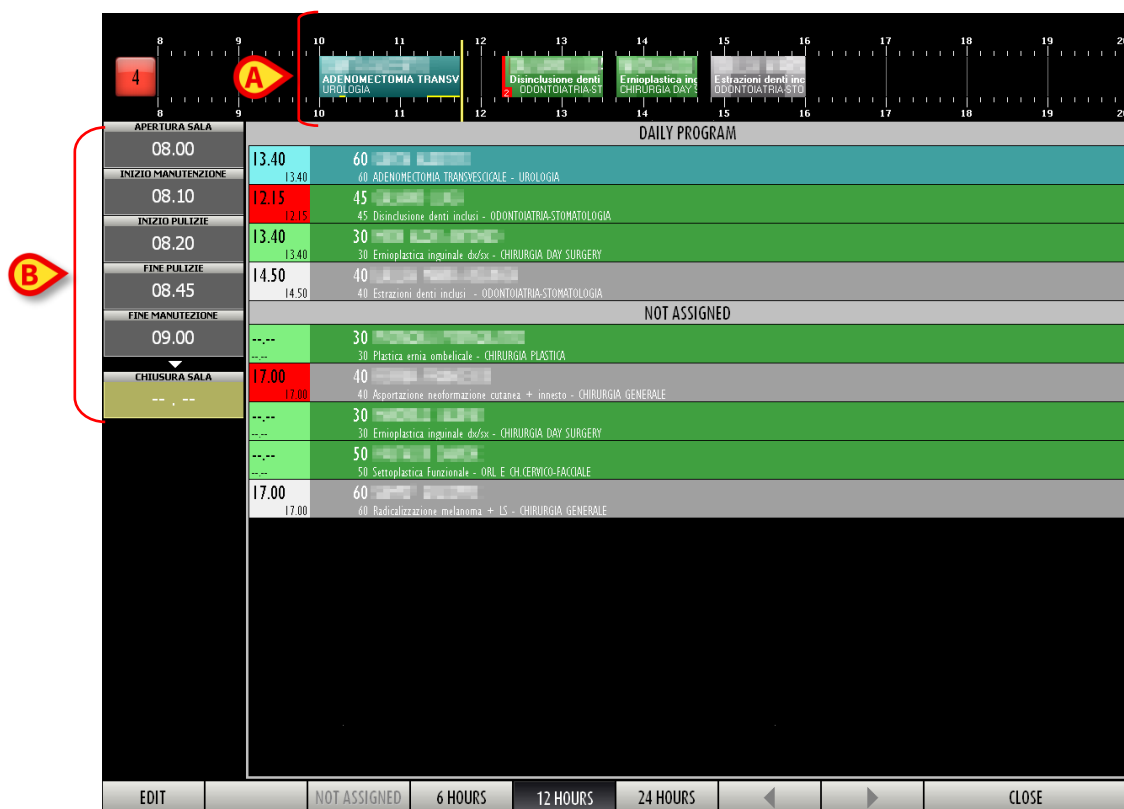 8 9 10 11 12 13 14 15 16 17 18 19 20
4
A
ADENOMECTOMIA TRANSV
UROLOGIA
2
Disinclusione denti
ODONTOIATRIA-ST
Ernioplastica ing
CHIRURGIA DAY S
Estrazioni denti inc
ODONTOIATRIA-STO
8 9 10 11 12 13 14 15 16 17 18 19 20
B
APERTURA SALA
08.00
INIZIO MANUTENZIONE
08.10
INIZIO PULIZIE
08.20
FINE PULIZIE
08.45
FINE MANUTEZIONE
09.00
CHIUSURA SALA
-- . --
DAILY PROGRAM
13.40 60
13.40 60 ADENOMECTOMIA TRANSVESCICALE - UROLOGIA
12.15 45
12.15 45 Disinclusione denti inclusi - ODONTOIATRIA-STOMATOLOGIA
13.40 30
13.40 30 Ernioplastica inguinale dx/sx - CHIRURGIA DAY SURGERY
14.50 40
14.50 40 Estrazioni denti inclusi - ODONTOIATRIA-STOMATOLOGIA
NOT ASSIGNED
--.-- 30
--.-- 30 Plastica ernia ombelicale - CHIRURGIA PLASTICA
17.00 40
17.00 40 Asportazione neoformazione cutanea + innesto - CHIRURGIA GENERALE
--.-- 30
--.-- 30 Ernioplastica inguinale dx/sx - CHIRURGIA DAY SURGERY
--.-- 50
--.-- 50 Settoplastica Funzionale - ORL E CH.CERVICO-FACCIALE
17.00 60
17.00 60 Radicalizzazione melanoma + LS - CHIRURGIA GENERALE
EDIT NOT ASSIGNED 6 HOURS 12 HOURS 24 HOURS CLOSE